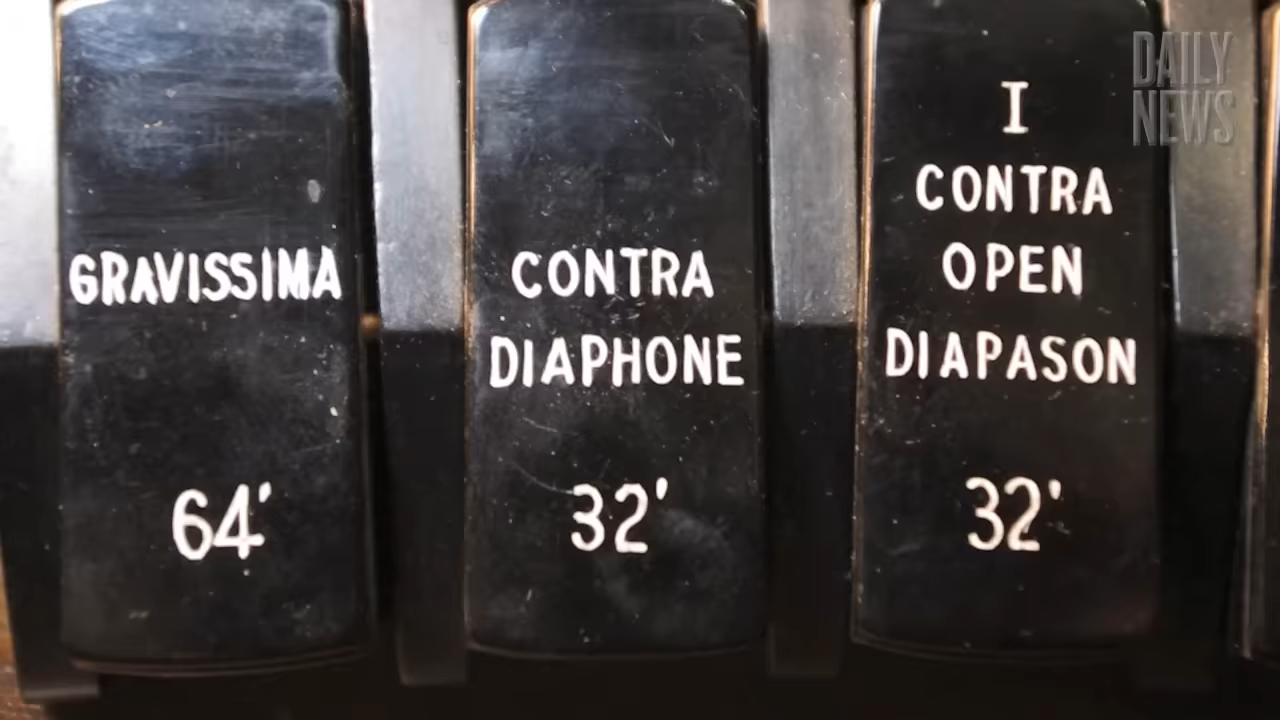 GRAVISSIMA
64'
CONTRA
DIAPHONE
32'
I
CONTRA
OPEN
DIAPASON
32'
DAILY
NEWS